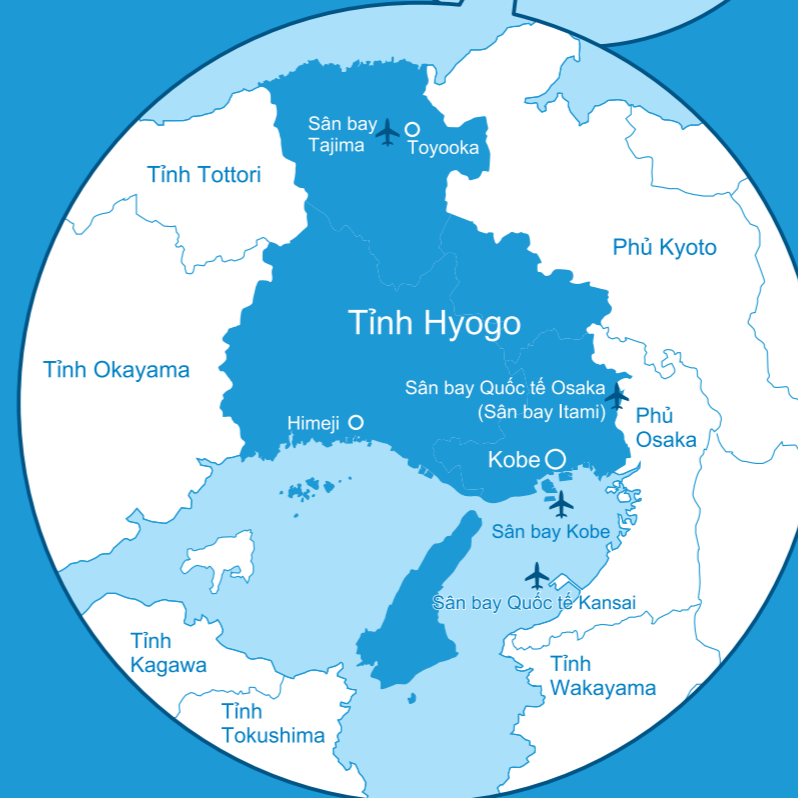 Sân bay
Tajima
Toyooka
Tỉnh Tottori
Phủ Kyoto
Tỉnh Hyogo
Tỉnh Okayama
Sân bay Quốc tế Osaka
(Sân bay Itami)
Himeji
Phủ
Osaka
Kobe
Sân bay Kobe
Sân bay Quốc tế Kansai
Tỉnh
Kagawa
Tỉnh
Wakayama
Tỉnh
Tokushima